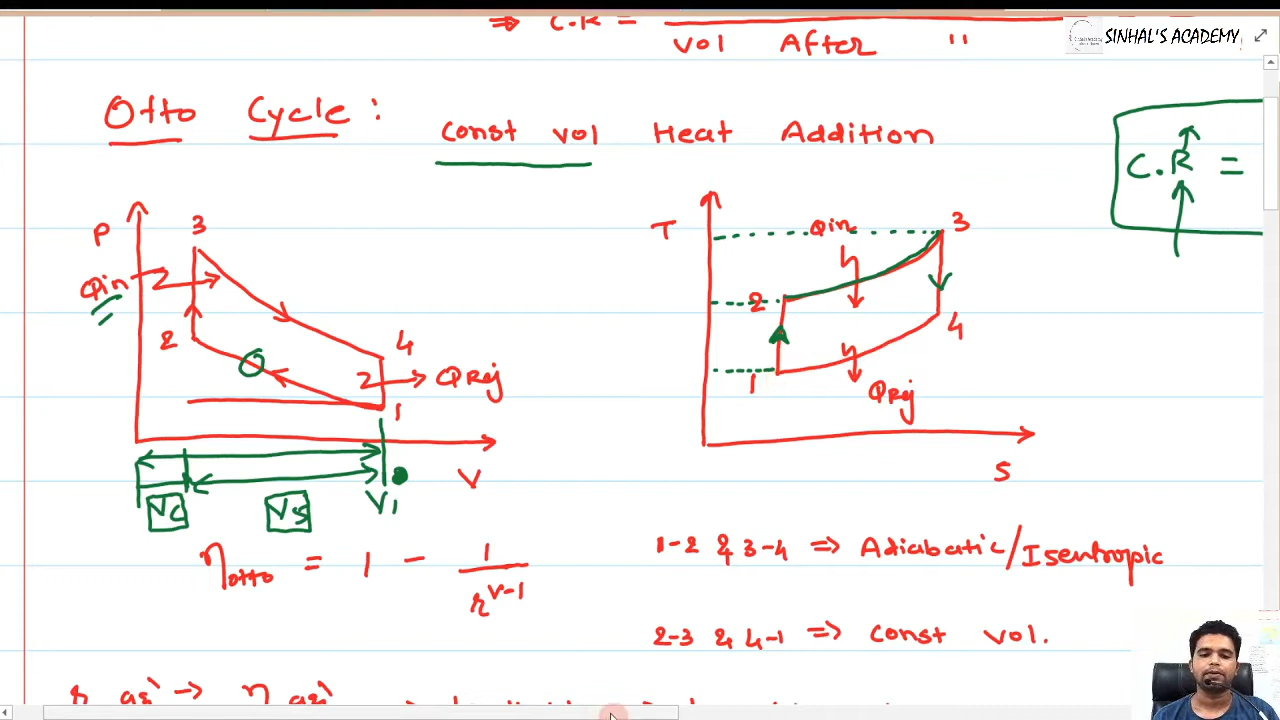 ⇒ C.R =
Vol After "
SINHAL'S ACADEMY
Otto Cycle :
Const vol Heat Addition
C.R =
P
3
Qin
2
4
QRej
1
V
Vc
Vs
V1
T
Qin
3
2
4
1
QRej
S
ηotto = 1 - 1/r^γ-1
1-2 & 3-4 => Adiabatic/Isentropic
2-3 & 4-1 => Const vol.